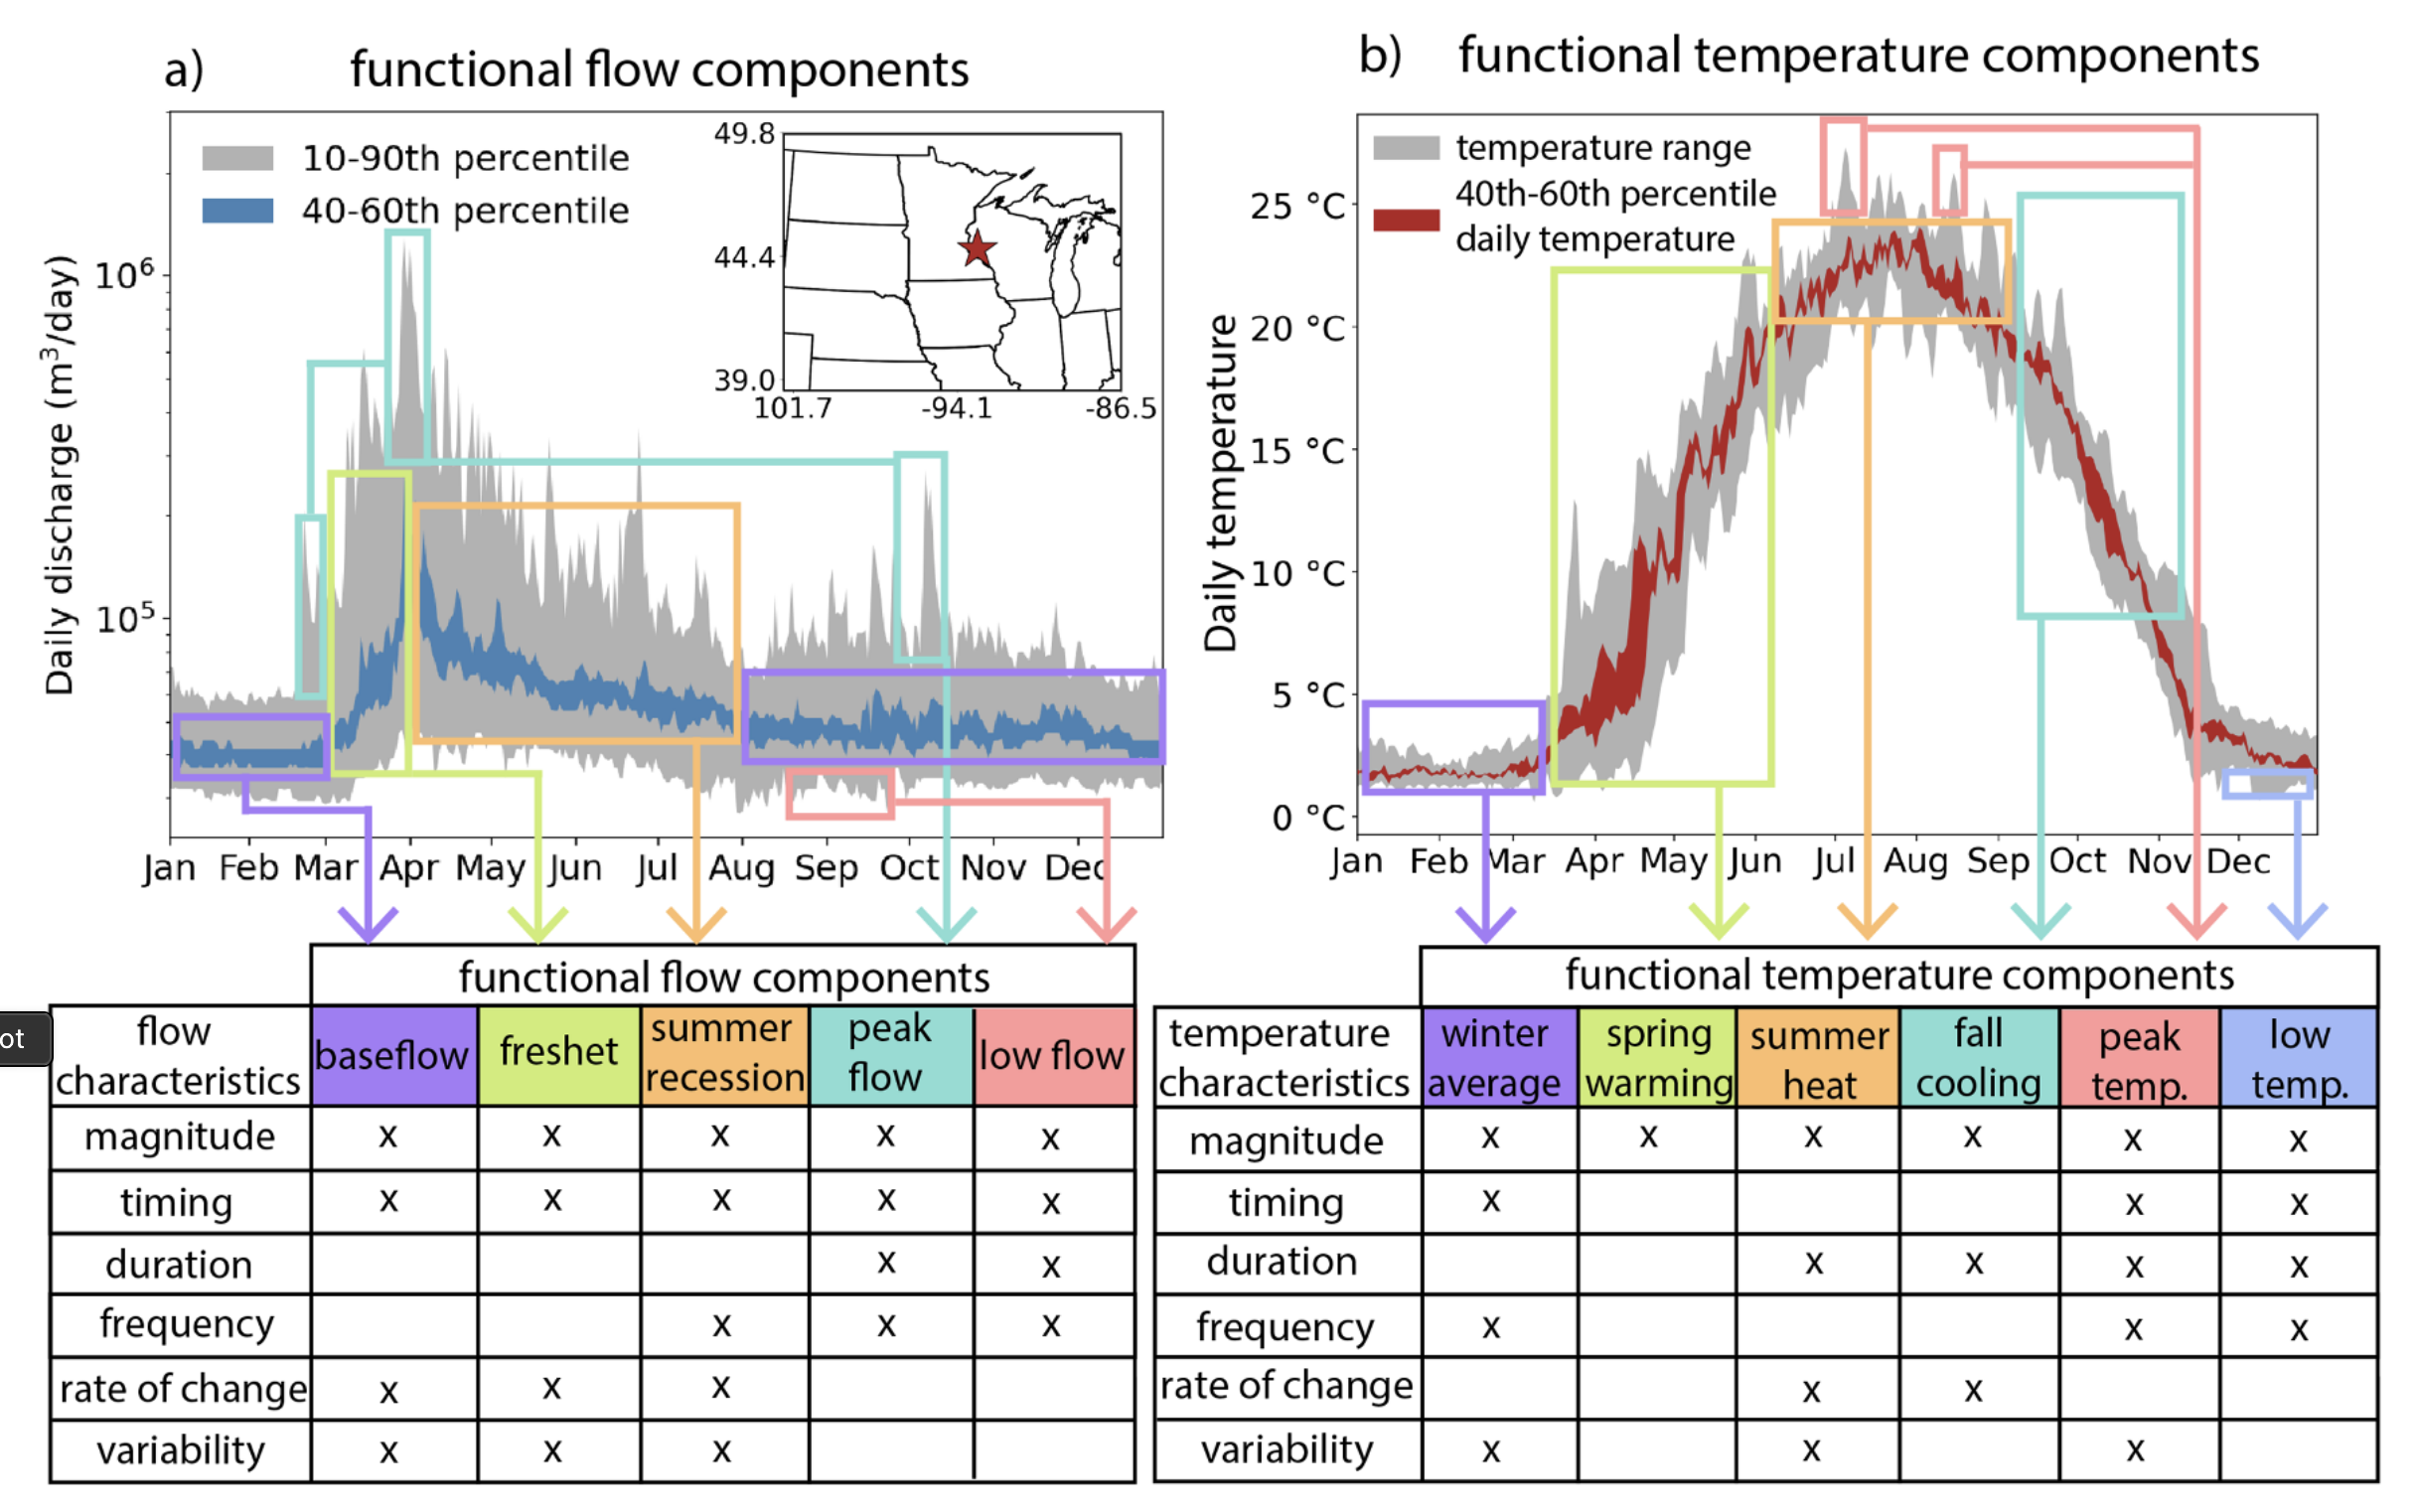 a) functional flow components
10-90th percentile
40-60th percentile
49.8
44.4
39.0
101.7 -94.1 -86.5
Daily discharge (m³/day)
10⁶
10⁵
Jan Feb Mar Apr May Jun Jul Aug Sep Oct Nov Dec
b) functional temperature components
temperature range
40th-60th percentile
daily temperature
Daily temperature
25 °C
20 °C
15 °C
10 °C
5 °C
0 °C
Jan Feb Mar Apr May Jun Jul Aug Sep Oct Nov Dec
ot
functional flow components
flow characteristics baseflow freshet summer recession peak flow low flow
magnitude x x x x x
timing x x x x x
duration x x
frequency x x x
rate of change x x x
variability x x x
functional temperature components
temperature characteristics winter average spring warming summer heat fall cooling peak temp. low temp.
magnitude x x x x x x
timing x x x
duration x x x x
frequency x x x
rate of change x x
variability x x x